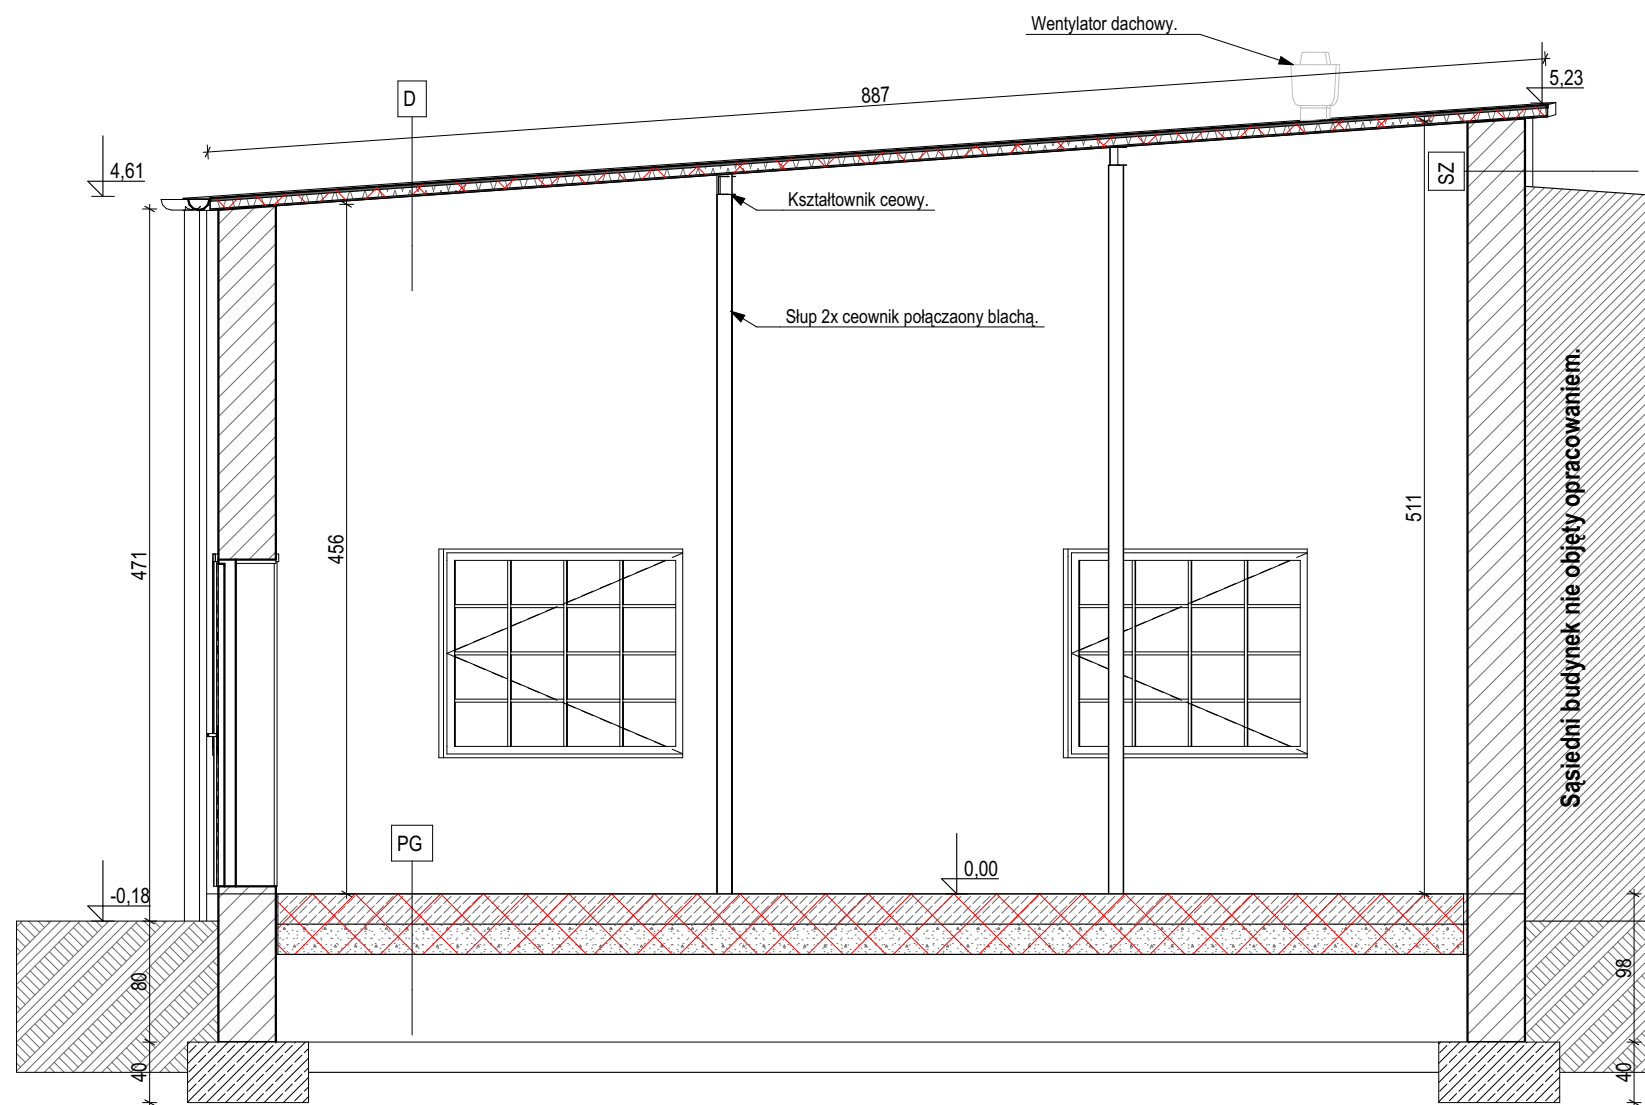 Wentylator dachowy.
5,23
887
D
4,61
SZ
Kształtownik ceowy.
Słup 2x ceownik połączaony blachą.
471
456
511
Sąsiedni budynek nie objęty opracowaniem.
PG
0,00
-0,18
80
98
40
40